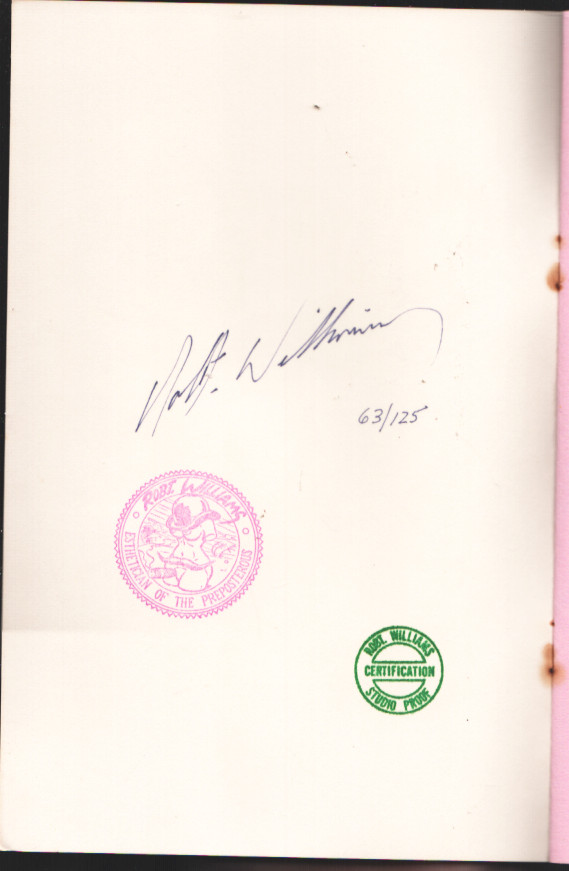 Robt. Williams
63/125
ROBT. WILLIAMS
ESTHETICIAN OF THE PREPOSTEROUS
ROBT. WILLIAMS
CERTIFICATION
STUDIO PROOF